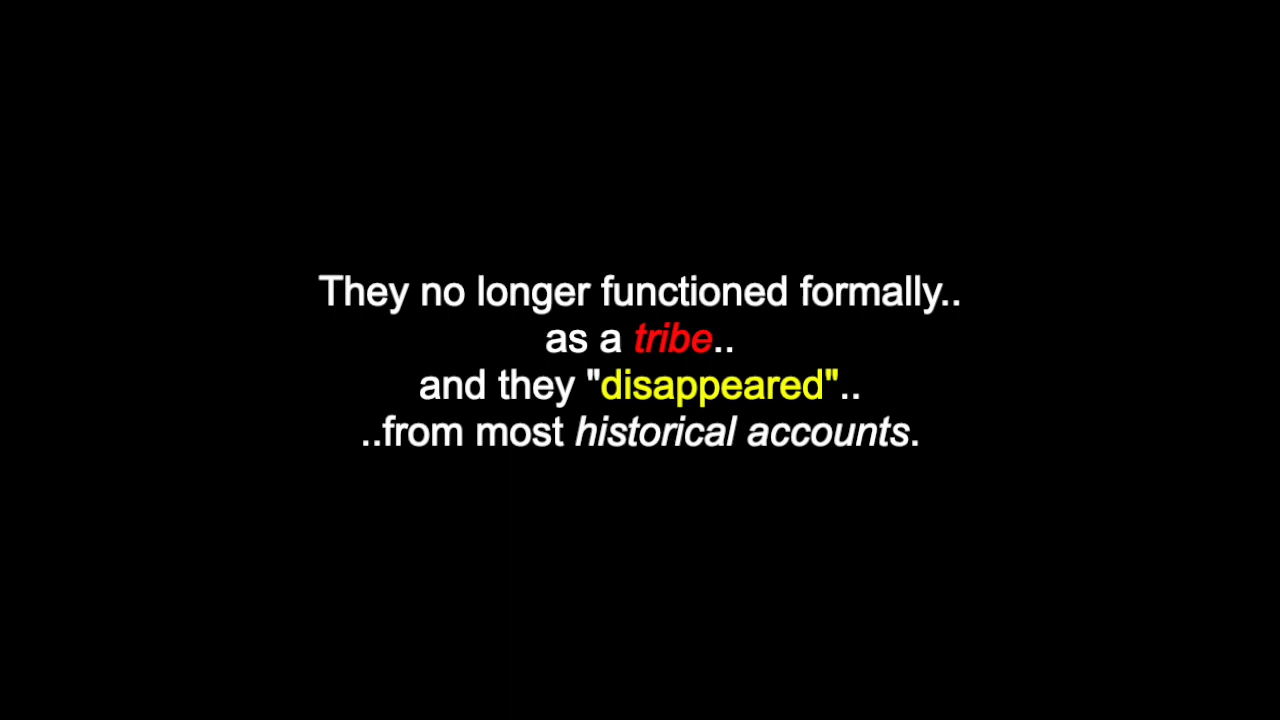 They no longer functioned formally..
as a tribe..
and they "disappeared"..
..from most historical accounts.